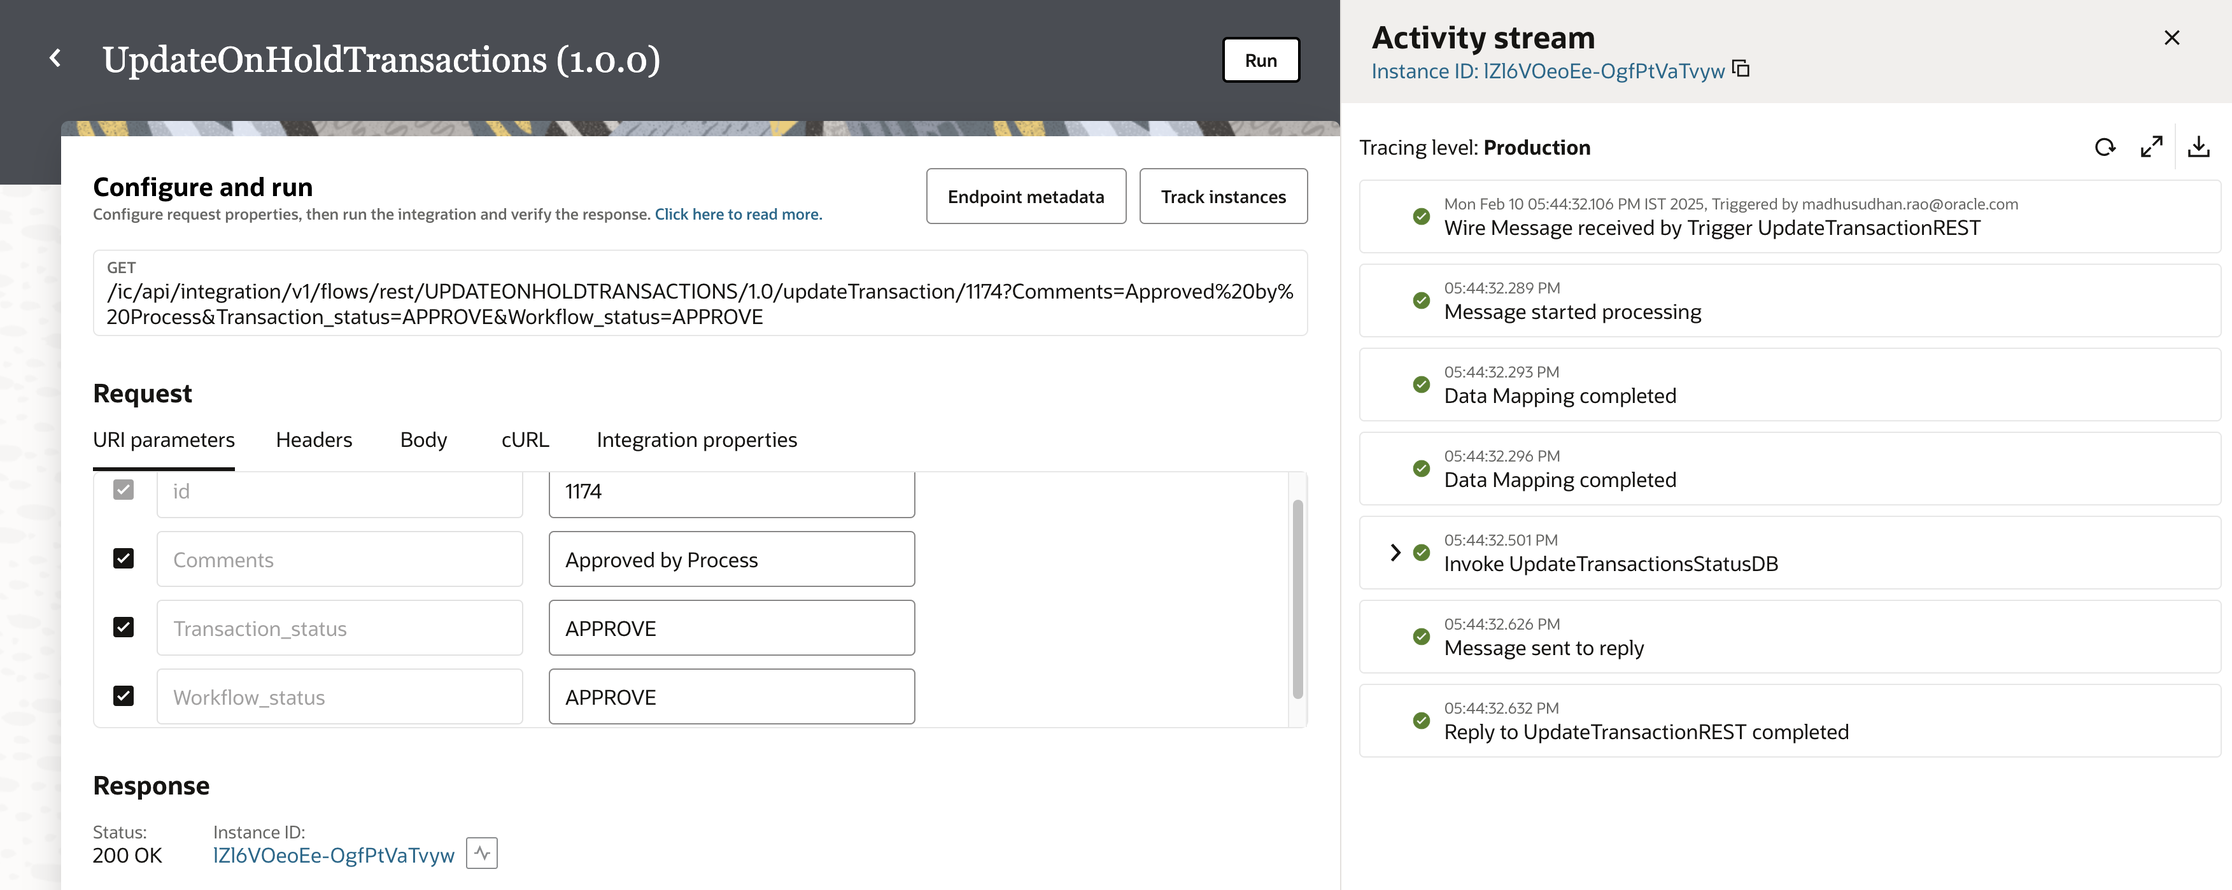 UpdateOnHoldTransactions (1.0.0)
Run
Configure and run
Configure request properties, then run the integration and verify the response. Click here to read more.
Endpoint metadata
Track instances
GET
/ic/api/integration/v1/flows/rest/UPDATEONHOLDTRANSACTIONS/1.0/updateTransaction/1174?Comments=Approved%20by%
20Process&Transaction_status=APPROVE&Workflow_status=APPROVE
Request
URI parameters Headers Body cURL Integration properties
id 1174
Comments Approved by Process
Transaction_status APPROVE
Workflow_status APPROVE
Response
Status: Instance ID:
200 OK lZl6VOeoEe-OgfPtVaTvyw
Activity stream
Instance ID: lZl6VOeoEe-OgfPtVaTvyw
Tracing level: Production
Mon Feb 10 05:44:32.106 PM IST 2025, Triggered by madhusudhan.rao@oracle.com
Wire Message received by Trigger UpdateTransactionREST
05:44:32.289 PM
Message started processing
05:44:32.293 PM
Data Mapping completed
05:44:32.296 PM
Data Mapping completed
05:44:32.501 PM
Invoke UpdateTransactionsStatusDB
05:44:32.626 PM
Message sent to reply
05:44:32.632 PM
Reply to UpdateTransactionREST completed